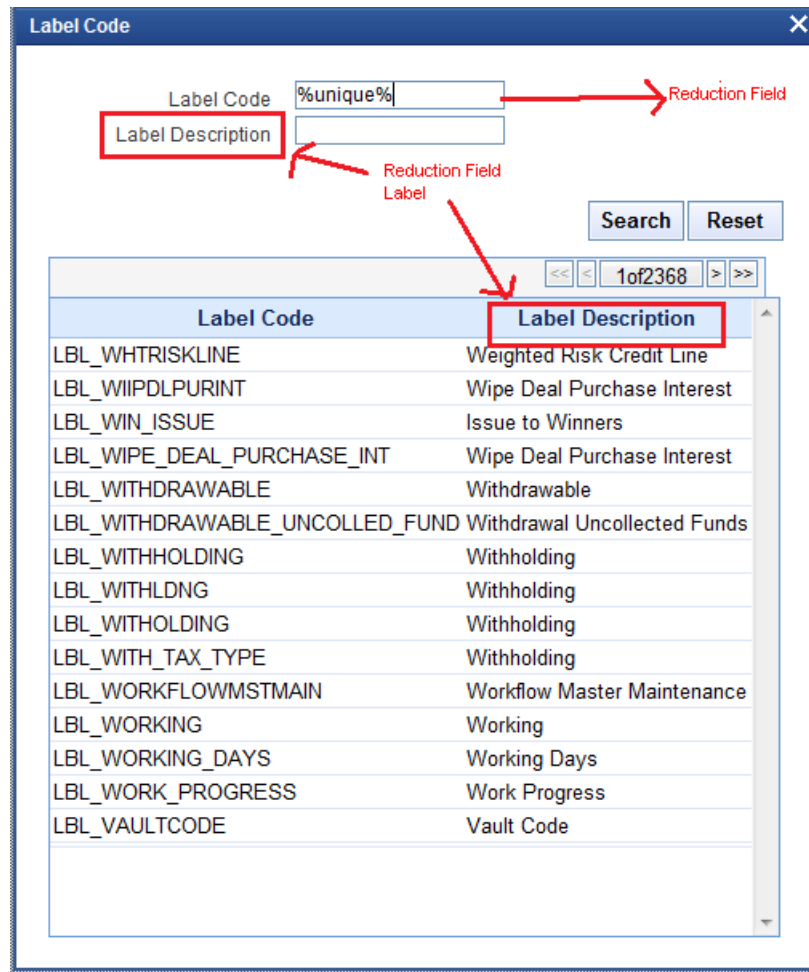 Label Code
Label Code %unique% Reduction Field
Label Description
Reduction Field
Label
Search Reset
<< < 1of2368 > >>
Label Code Label Description
LBL_WHTRISKLINE Weighted Risk Credit Line
LBL_WIIPDLPURINT Wipe Deal Purchase Interest
LBL_WIN_ISSUE Issue to Winners
LBL_WIPE_DEAL_PURCHASE_INT Wipe Deal Purchase Interest
LBL_WITHDRAWABLE Withdrawable
LBL_WITHDRAWABLE_UNCOLLED_FUND Withdrawal Uncollected Funds
LBL_WITHHOLDING Withholding
LBL_WITHLDNG Withholding
LBL_WITHOLDING Withholding
LBL_WITH_TAX_TYPE Withholding
LBL_WORKFLOWMSTMAIN Workflow Master Maintenance
LBL_WORKING Working
LBL_WORKING_DAYS Working Days
LBL_WORK_PROGRESS Work Progress
LBL_VAULTCODE Vault Code